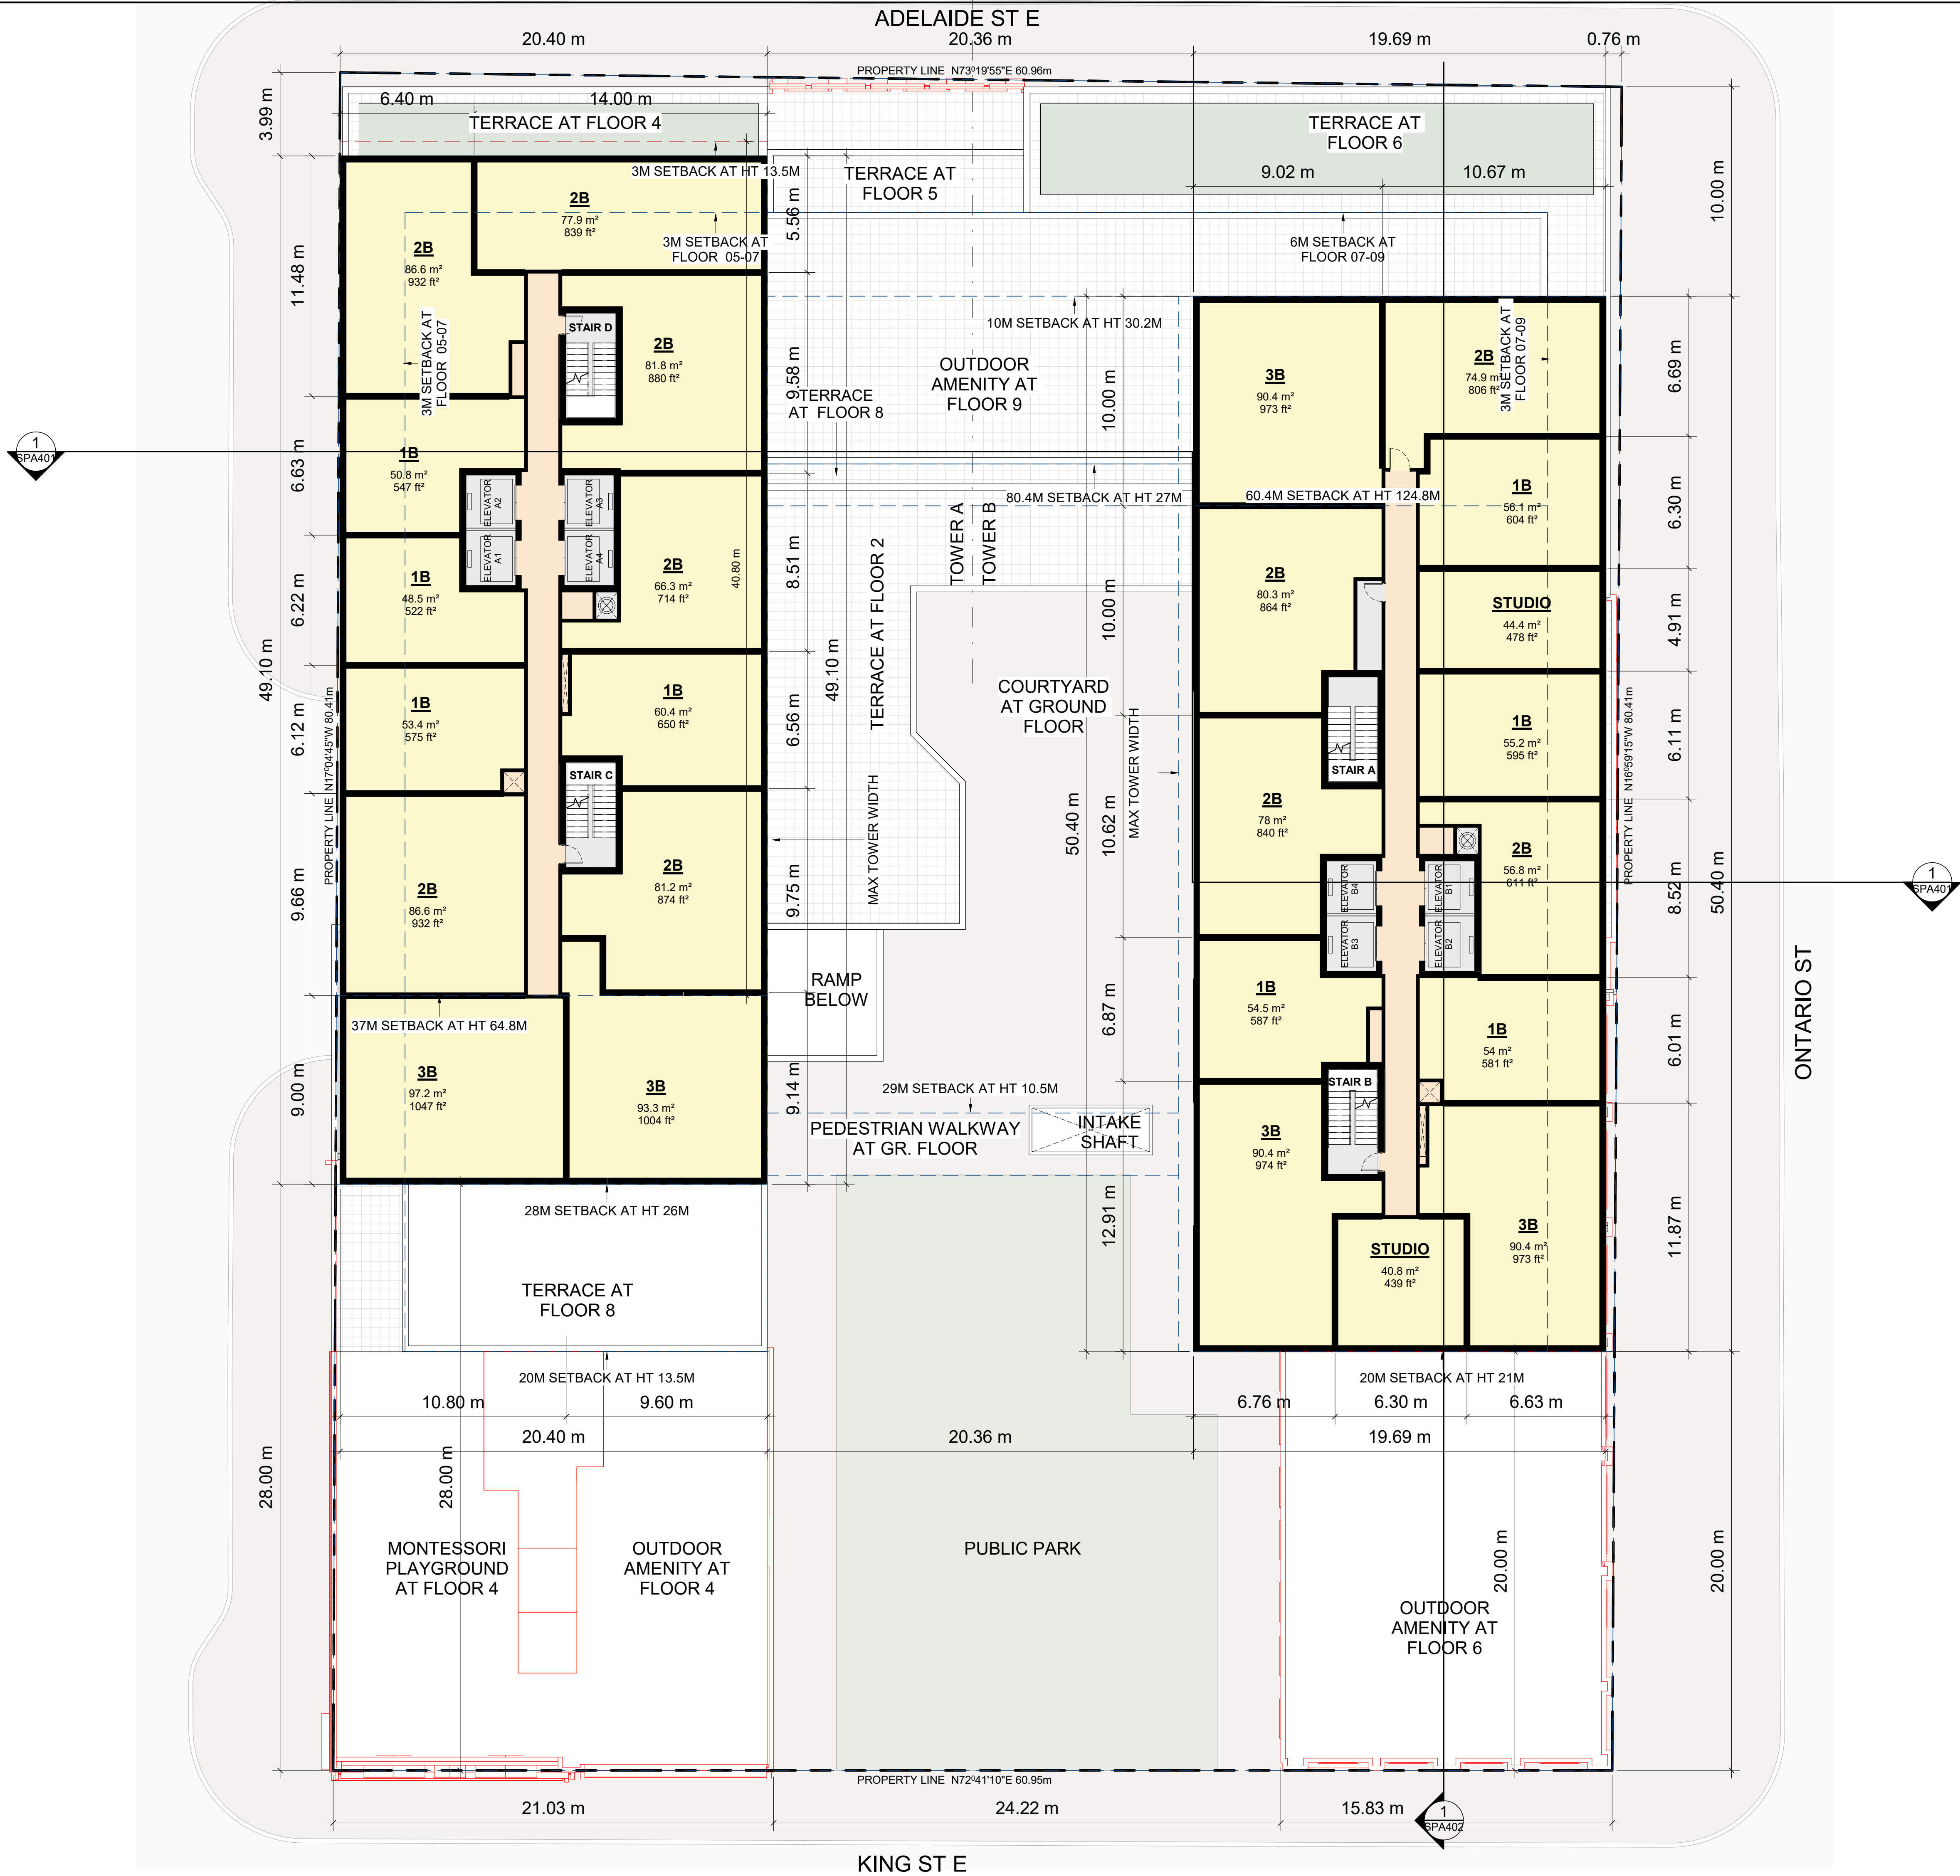 ADELAIDE ST E
20.40 m
20.36 m
19.69 m
0.76 m
PROPERTY LINE N73°19'55"E 60.96m
3.99 m
6.40 m
14.00 m
TERRACE AT FLOOR 4
3M SETBACK AT HT 13.5M
TERRACE AT
FLOOR 5
TERRACE AT
FLOOR 6
9.02 m
10.67 m
10.00 m
2B
77.9 m²
839 ft²
2B
86.6 m²
932 ft²
3M SETBACK AT
FLOOR 05-07
5.56 m
6M SETBACK AT
FLOOR 07-09
11.48 m
3M SETBACK AT
FLOOR 05-07
STAIR D
2B
81.8 m²
880 ft²
9.58 m
10M SETBACK AT HT 30.2M
OUTDOOR
AMENITY AT
FLOOR 9
TERRACE
AT FLOOR 8
10.00 m
3B
90.4 m²
973 ft²
2B
74.9 m²
806 ft²
3M SETBACK AT
FLOOR 07-09
6.69 m
1
SPA401
1B
50.8 m²
547 ft²
6.63 m
ELEVATOR
A2
ELEVATOR
A3
ELEVATOR
A1
ELEVATOR
A4
80.4M SETBACK AT HT 27M
60.4M SETBACK AT HT 124.8M
1B
56.1 m²
604 ft²
6.30 m
TOWER A
TOWER B
1B
48.5 m²
522 ft²
6.22 m
2B
66.3 m²
714 ft²
40.80 m
8.51 m
TERRACE AT FLOOR 2
10.00 m
2B
80.3 m²
864 ft²
STUDIO
44.4 m²
478 ft²
4.91 m
49.10 m
49.10 m
1B
53.4 m²
575 ft²
6.12 m
1B
60.4 m²
650 ft²
6.56 m
COURTYARD
AT GROUND
FLOOR
1B
55.2 m²
595 ft²
6.11 m
PROPERTY LINE N17°04'45"W 80.41m
PROPERTY LINE N16°59'15"W 80.41m
STAIR C
STAIR A
MAX TOWER WIDTH
MAX TOWER WIDTH
50.40 m
10.62 m
2B
78 m²
840 ft²
2B
56.8 m²
611 ft²
8.52 m
50.40 m
2B
86.6 m²
932 ft²
9.66 m
2B
81.2 m²
874 ft²
9.75 m
ELEVATOR
B4
ELEVATOR
B1
ELEVATOR
B3
ELEVATOR
B2
1
SPA401
ONTARIO ST
RAMP
BELOW
1B
54.5 m²
587 ft²
6.87 m
1B
54 m²
581 ft²
6.01 m
37M SETBACK AT HT 64.8M
3B
97.2 m²
1047 ft²
9.00 m
3B
93.3 m²
1004 ft²
9.14 m
29M SETBACK AT HT 10.5M
PEDESTRIAN WALKWAY
AT GR. FLOOR
INTAKE
SHAFT
STAIR B
3B
90.4 m²
974 ft²
12.91 m
28M SETBACK AT HT 26M
STUDIO
40.8 m²
439 ft²
3B
90.4 m²
973 ft²
11.87 m
TERRACE AT
FLOOR 8
20M SETBACK AT HT 13.5M
20M SETBACK AT HT 21M
10.80 m
9.60 m
6.76 m
6.30 m
6.63 m
20.40 m
20.36 m
19.69 m
28.00 m
28.00 m
MONTESSORI
PLAYGROUND
AT FLOOR 4
OUTDOOR
AMENITY AT
FLOOR 4
PUBLIC PARK
OUTDOOR
AMENITY AT
FLOOR 6
20.00 m
20.00 m
PROPERTY LINE N72°41'10"E 60.95m
21.03 m
24.22 m
15.83 m
1
SPA402
KING ST E